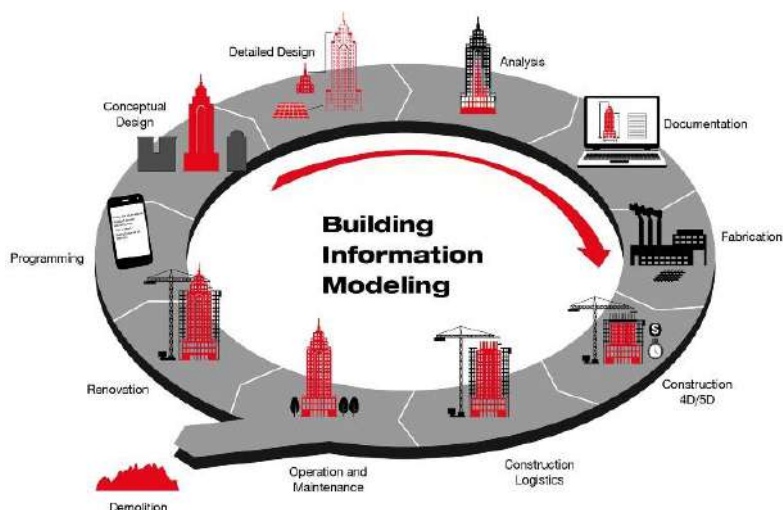 Detailed Design
Analysis
Conceptual
Design
Documentation
Programming
Building
Information
Modeling
Fabrication
Renovation
Construction
4D/5D
Operation and
Maintenance
Construction
Logistics
Demolition
$